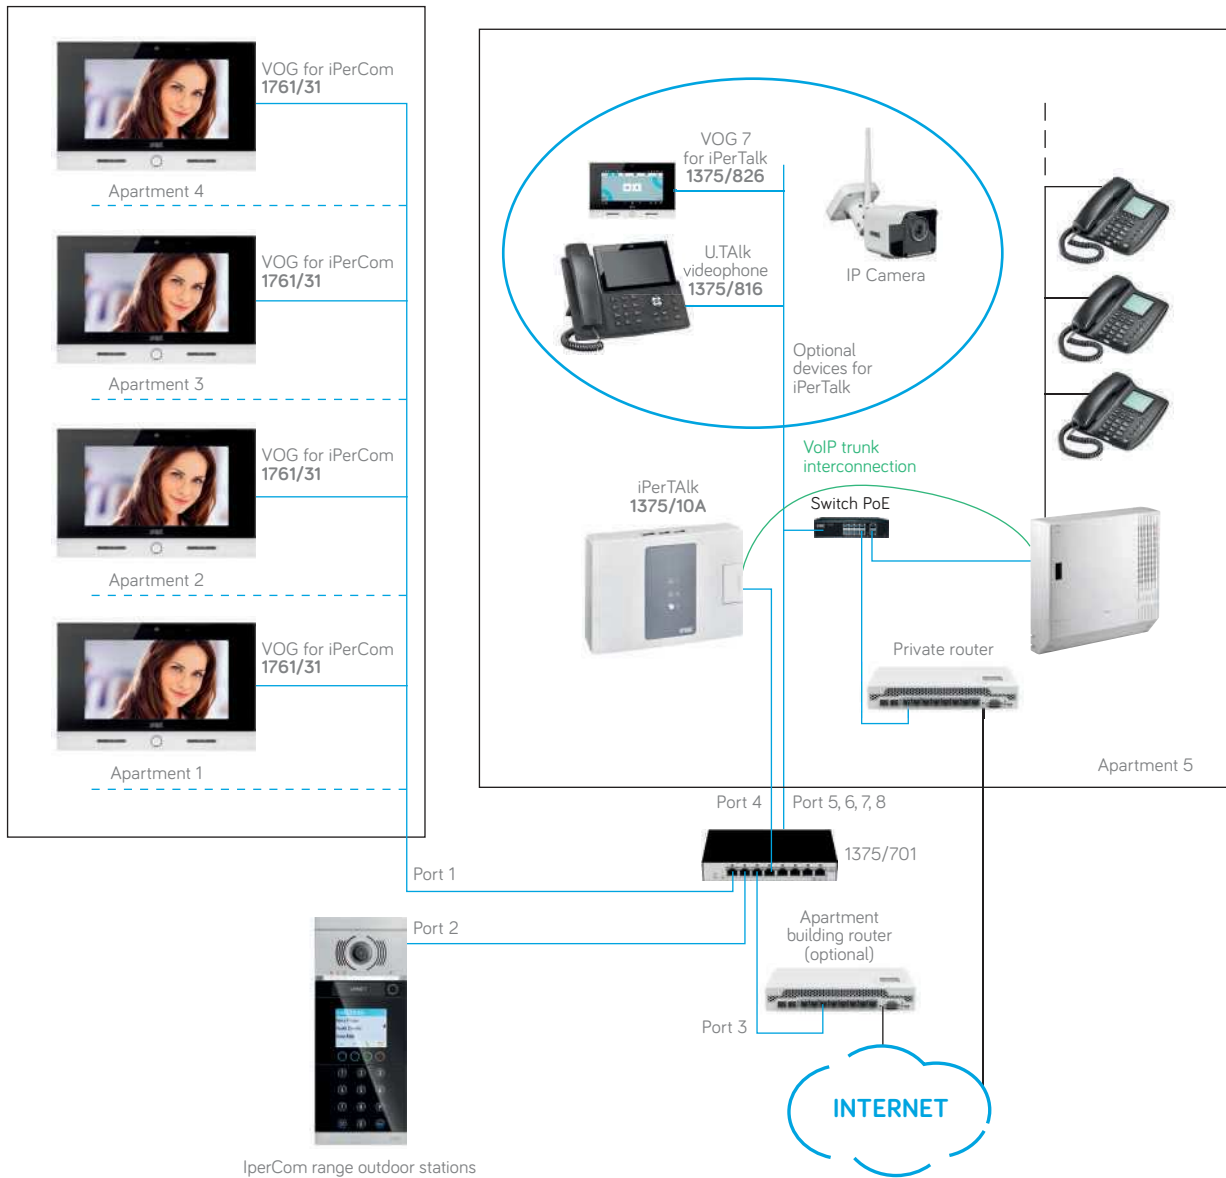 VOG for iPerCom
1761/31
Apartment 4
VOG for iPerCom
1761/31
Apartment 3
VOG for iPerCom
1761/31
Apartment 2
VOG for iPerCom
1761/31
Apartment 1
VOG 7
for iPerTalk
1375/826
U.TAlk
videophone
1375/816
IP Camera
Optional
devices for
iPerTalk
VoIP trunk
interconnection
iPerTAlk
1375/10A
Switch PoE
Private router
Apartment 5
Port 4
Port 5, 6, 7, 8
1375/701
Port 1
Port 2
Apartment
building router
(optional)
Port 3
INTERNET
IperCom range outdoor stations